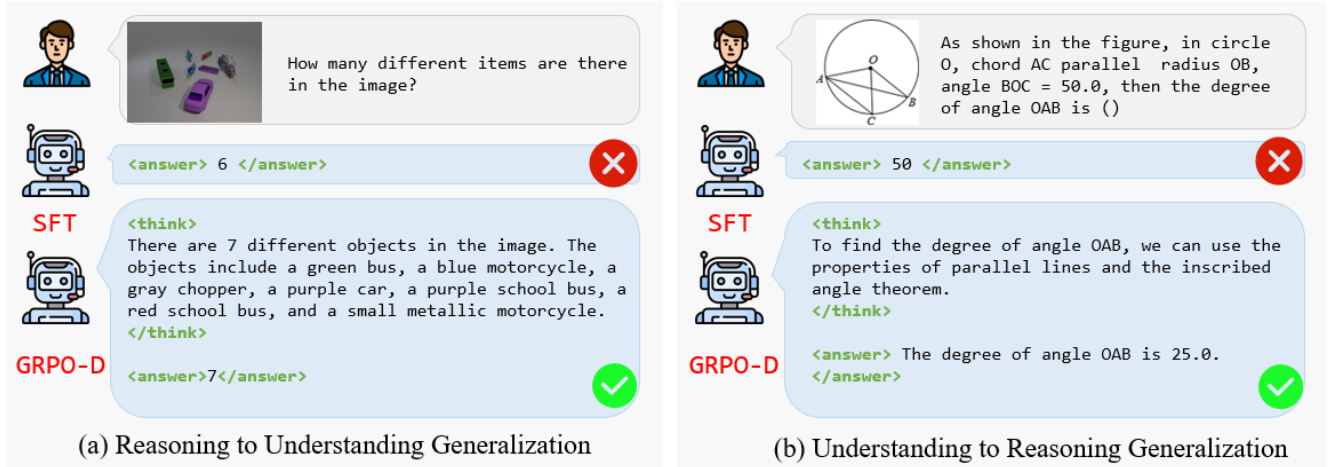 How many different items are there
in the image?
<answer> 6 </answer>
SFT
<think>
There are 7 different objects in the image. The
objects include a green bus, a blue motorcycle, a
gray chopper, a purple car, a purple school bus, a
red school bus, and a small metallic motorcycle.
</think>
<answer>7</answer>
GRPO-D
(a) Reasoning to Understanding Generalization
O
A
B
C
As shown in the figure, in circle
O, chord AC parallel radius OB,
angle BOC = 50.0, then the degree
of angle OAB is ()
<answer> 50 </answer>
SFT
<think>
To find the degree of angle OAB, we can use the
properties of parallel lines and the inscribed
angle theorem.
</think>
<answer> The degree of angle OAB is 25.0.
</answer>
GRPO-D
(b) Understanding to Reasoning Generalization